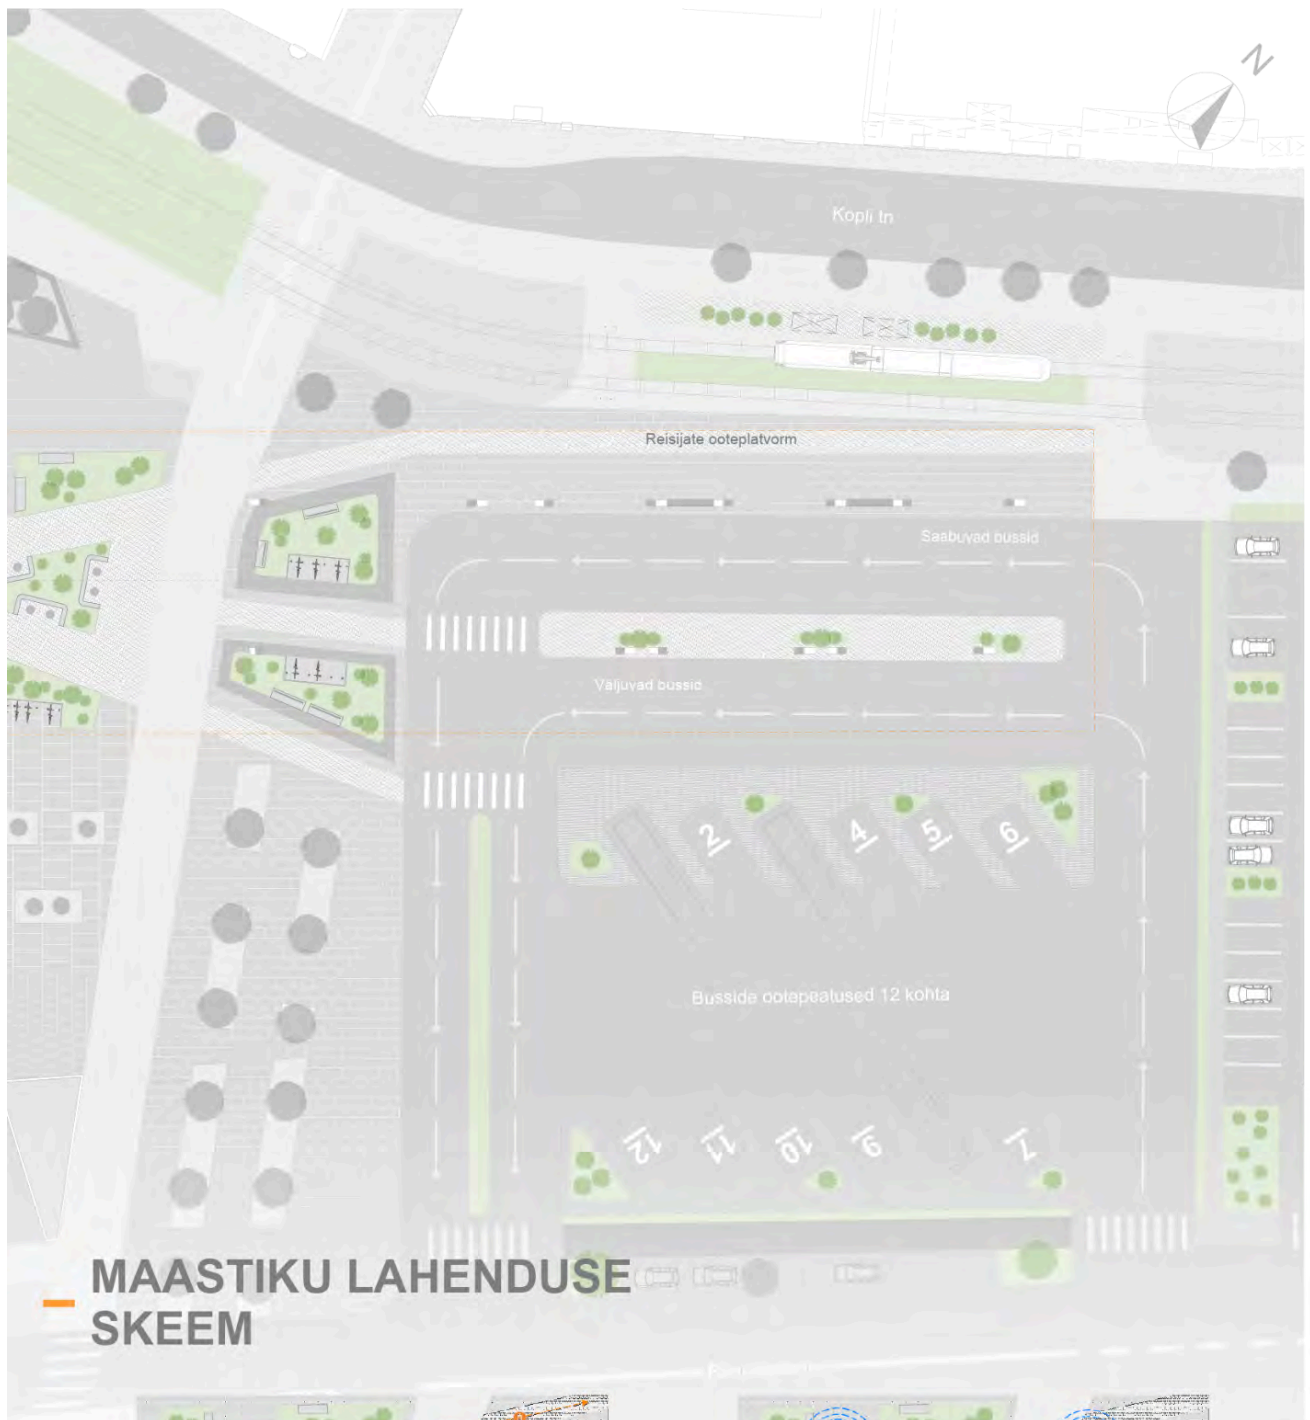 N
Kopli tn
Reisijate ooteplatvorm
Saabuvad bussid
Väljuvad bussid
2
4
5
6
Busside ootepeatused 12 kohta
12
11
10
9
7
MAASTIKU LAHENDUSE
SKEEM